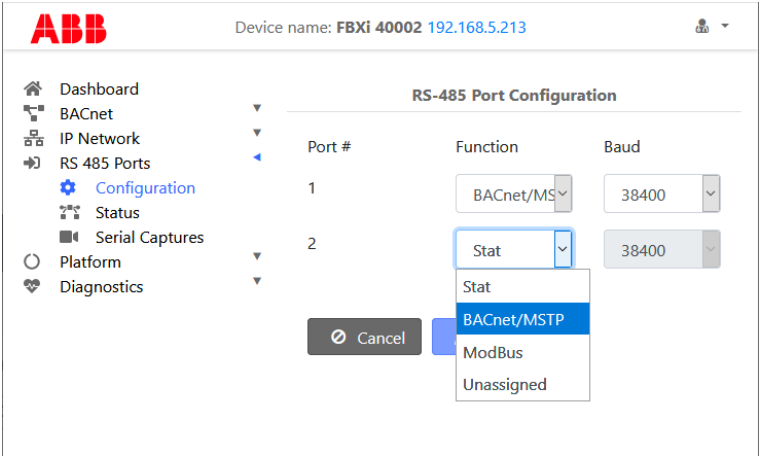 ABB
Device name: FBXi 40002 192.168.5.213
Dashboard
BACnet
IP Network
RS 485 Ports
Configuration
Status
Serial Captures
Platform
Diagnostics
RS-485 Port Configuration
Port # Function Baud
1 BACnet/MS 38400
2 Stat 38400
Stat
BACnet/MSTP
ModBus
Unassigned
Cancel